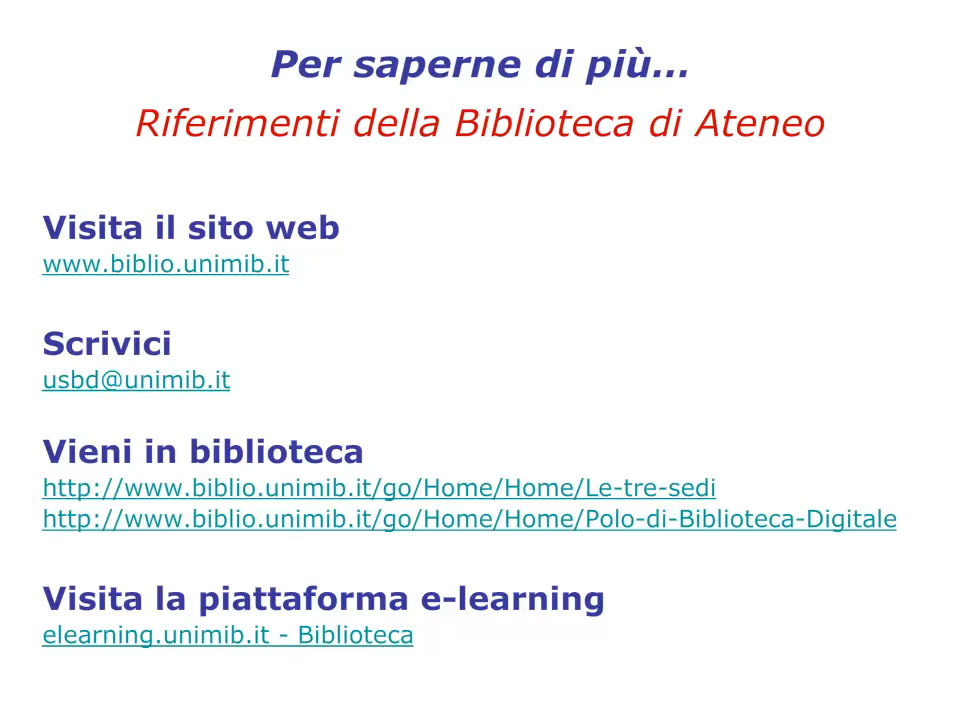 Per saperne di più…
Riferimenti della Biblioteca di Ateneo
Visita il sito web
www.biblio.unimib.it
Scrivici
usbd@unimib.it
Vieni in biblioteca
http://www.biblio.unimib.it/go/Home/Home/Le-tre-sedi
http://www.biblio.unimib.it/go/Home/Home/Polo-di-Biblioteca-Digitale
Visita la piattaforma e-learning
elearning.unimib.it - Biblioteca